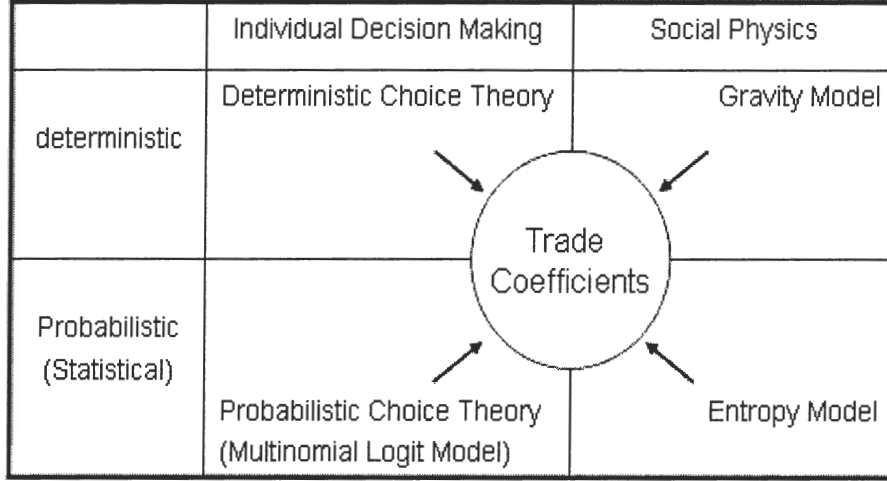 Individual Decision Making
Social Physics
deterministic
Deterministic Choice Theory
Gravity Model
Trade
Coefficients
Probabilistic
(Statistical)
Probabilistic Choice Theory
(Multinomial Logit Model)
Entropy Model